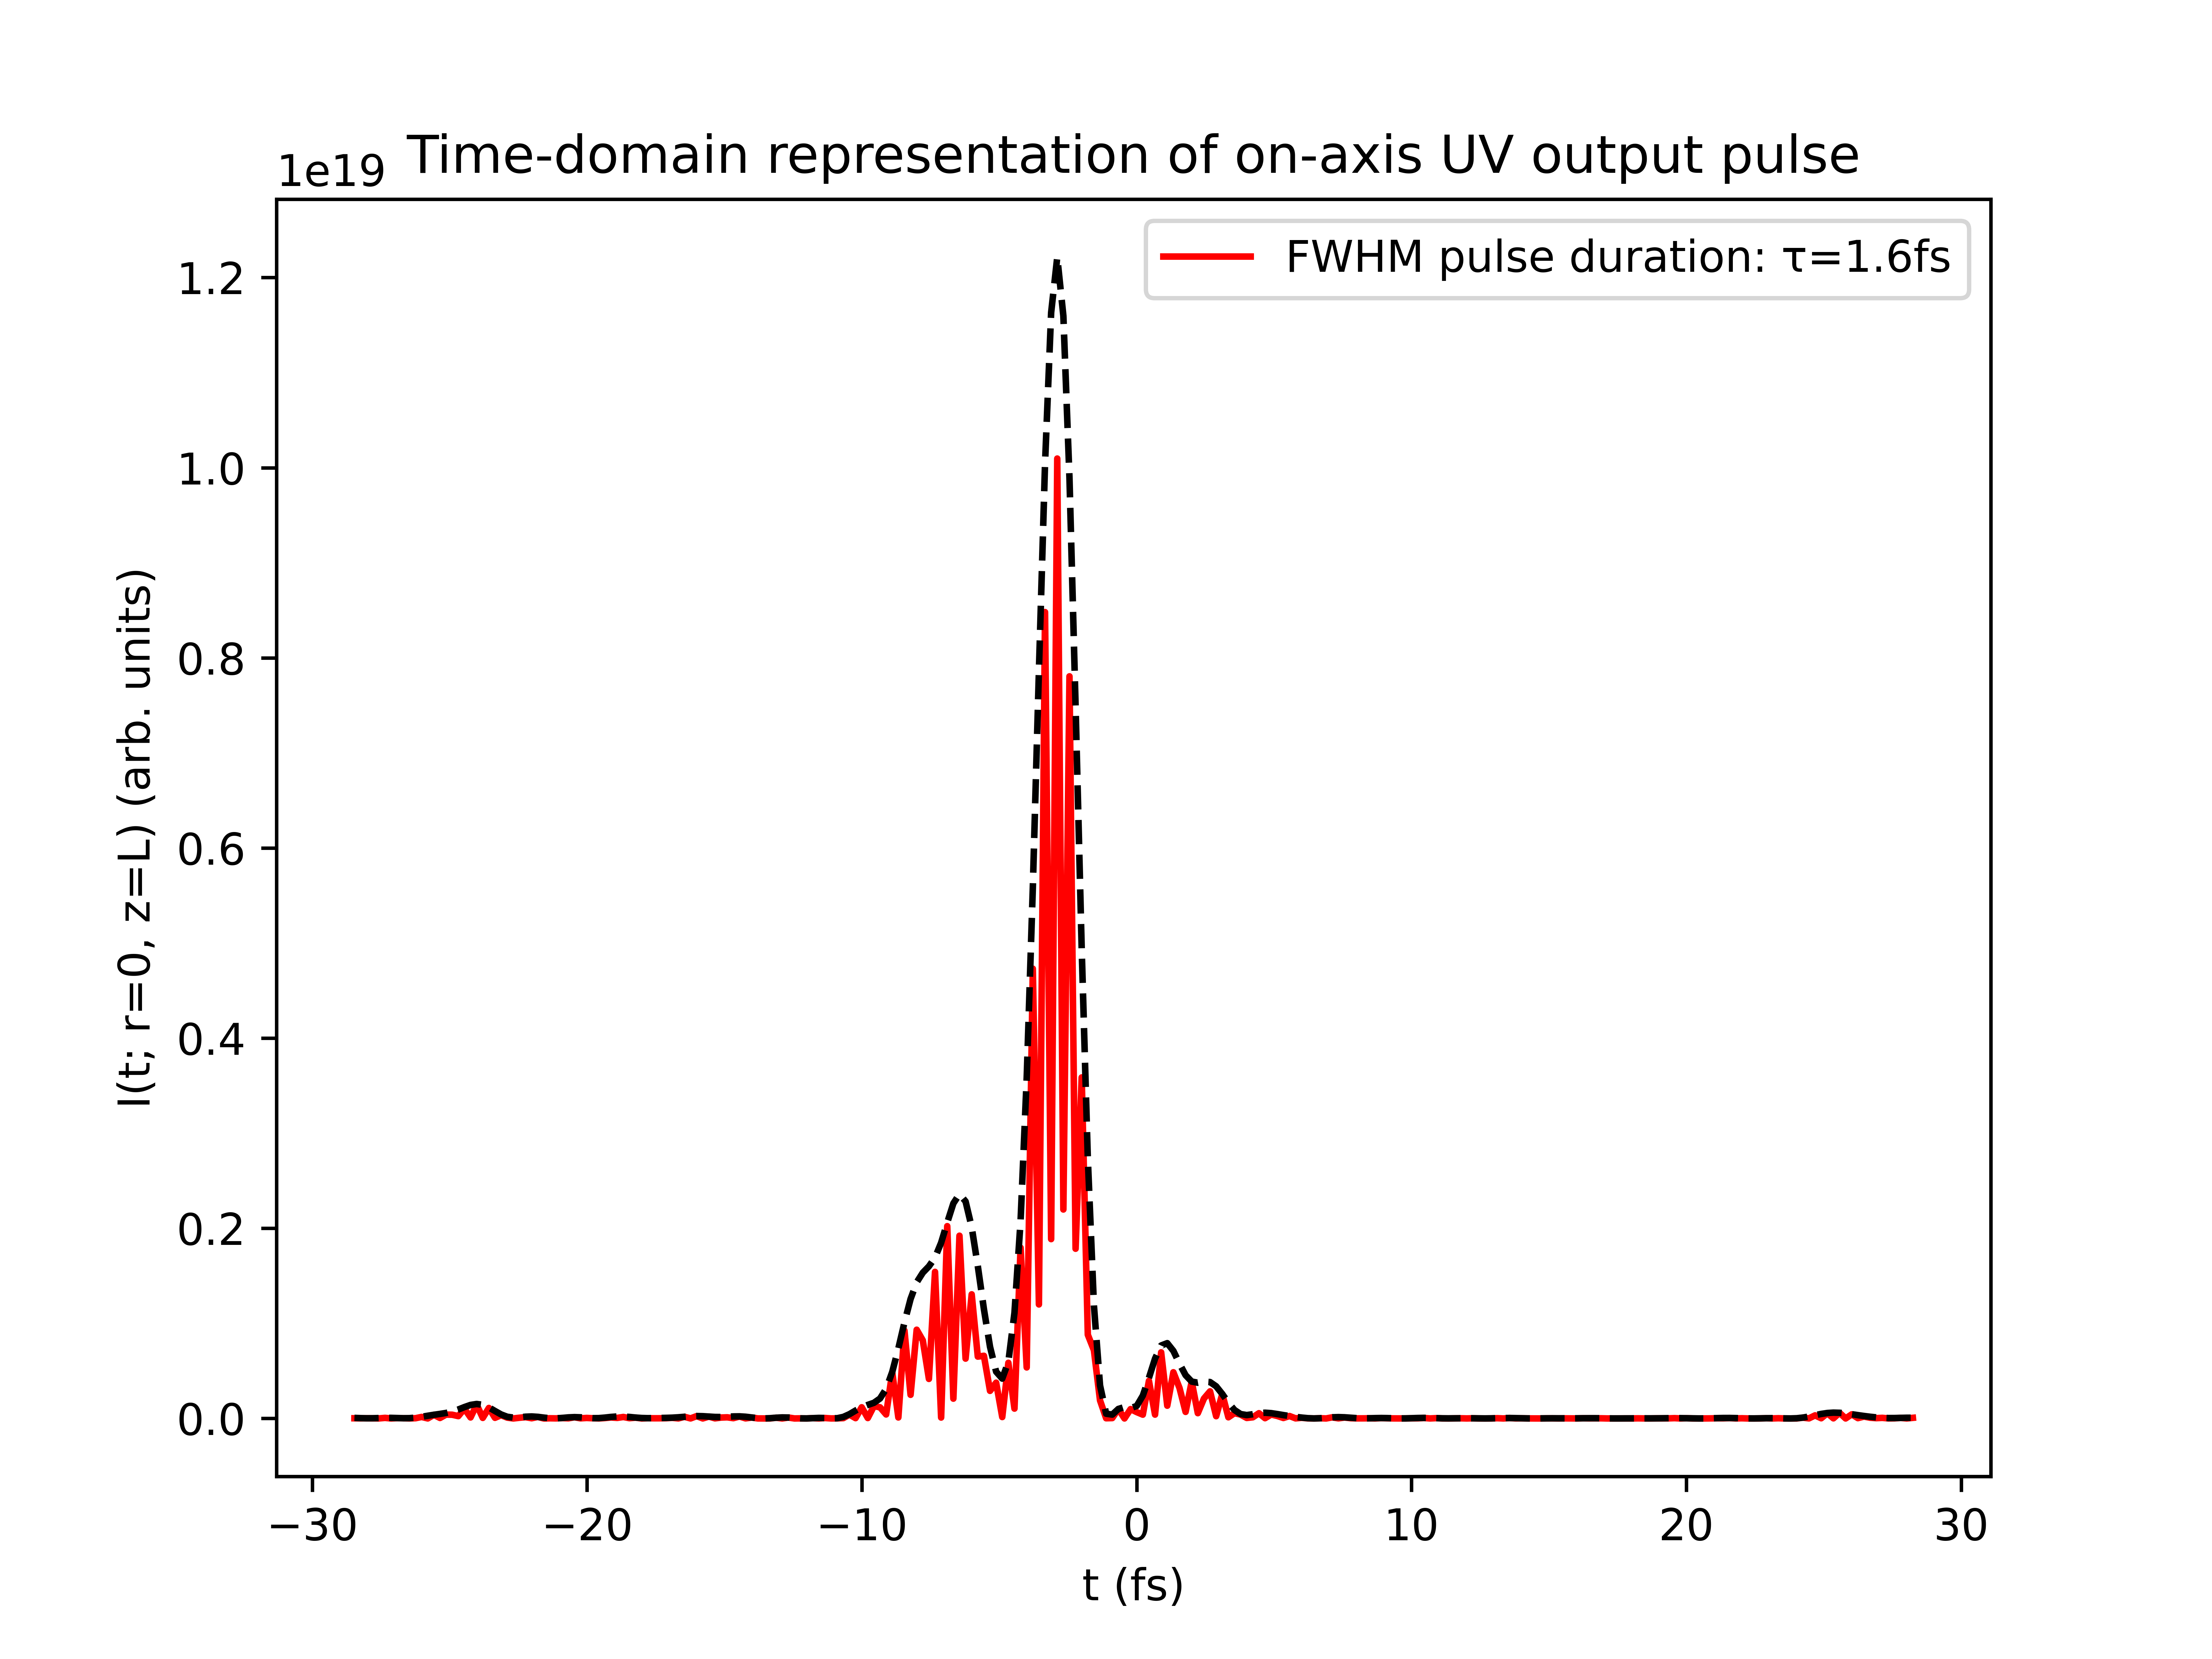 Time-domain representation of on-axis UV output pulse
1e19
FWHM pulse duration: τ=1.6fs
1.2
1.0
0.8
0.6
0.4
0.2
0.0
I(t; r=0, z=L) (arb. units)
−30 −20 −10 0 10 20 30
t (fs)